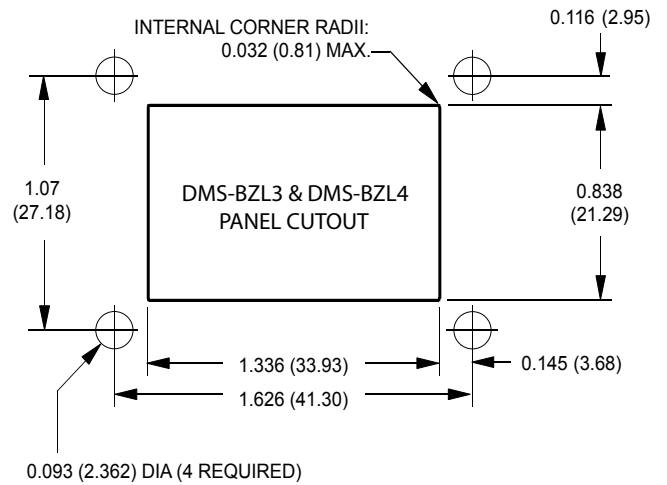 INTERNAL CORNER RADII:
0.032 (0.81) MAX.
0.116 (2.95)
1.07
(27.18)
DMS-BZL3 & DMS-BZL4
PANEL CUTOUT
0.838
(21.29)
1.336 (33.93)
0.145 (3.68)
1.626 (41.30)
0.093 (2.362) DIA (4 REQUIRED)